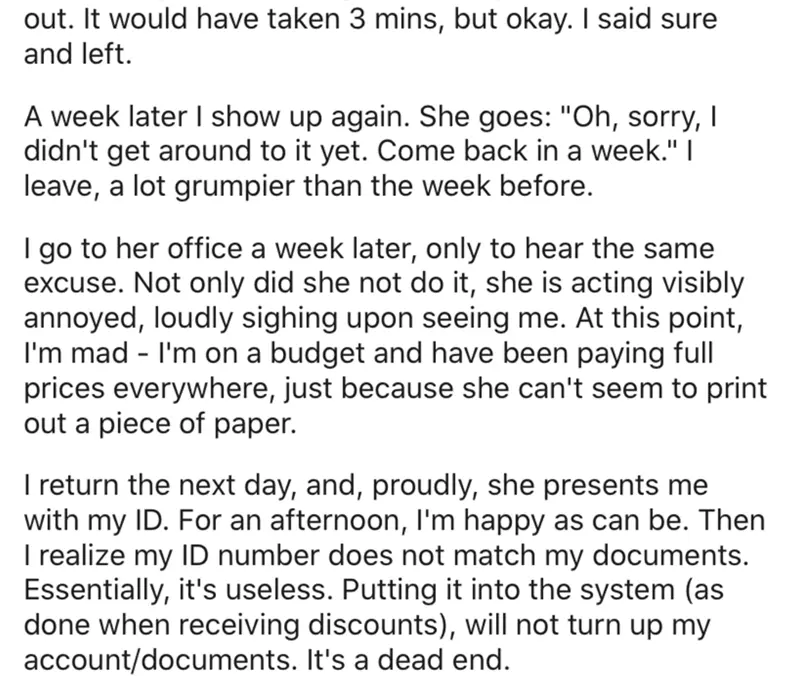 out. It would have taken 3 mins, but okay. I said sure
and left.
A week later I show up again. She goes: "Oh, sorry, I
didn't get around to it yet. Come back in a week." I
leave, a lot grumpier than the week before.
I go to her office a week later, only to hear the same
excuse. Not only did she not do it, she is acting visibly
annoyed, loudly sighing upon seeing me. At this point,
I'm mad - I'm on a budget and have been paying full
prices everywhere, just because she can't seem to print
out a piece of paper.
I return the next day, and, proudly, she presents me
with my ID. For an afternoon, I'm happy as can be. Then
I realize my ID number does not match my documents.
Essentially, it's useless. Putting it into the system (as
done when receiving discounts), will not turn up my
account/documents. It's a dead end.